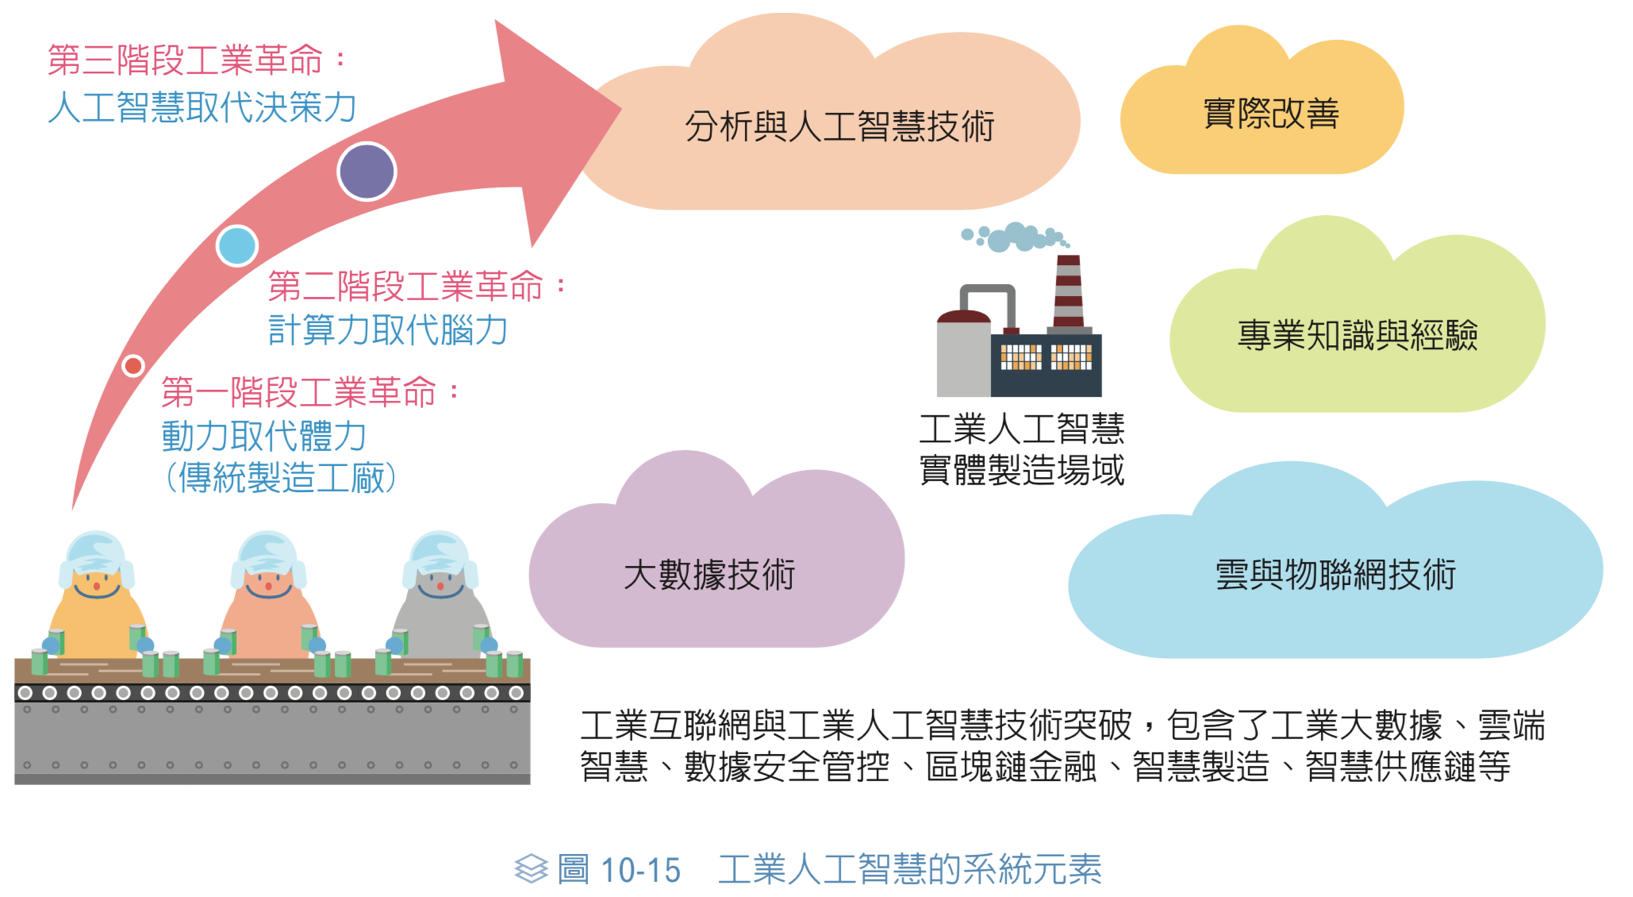 第三階段工業革命：
人工智慧取代決策力
第二階段工業革命：
計算力取代腦力
第一階段工業革命：
動力取代體力
（傳統製造工廠）
分析與人工智慧技術
實際改善
專業知識與經驗
工業人工智慧
實體製造場域
大數據技術
雲與物聯網技術
工業互聯網與工業人工智慧技術突破，包含了工業大數據、雲端
智慧、數據安全管控、區塊鏈金融、智慧製造、智慧供應鏈等
圖 10-15 工業人工智慧的系統元素